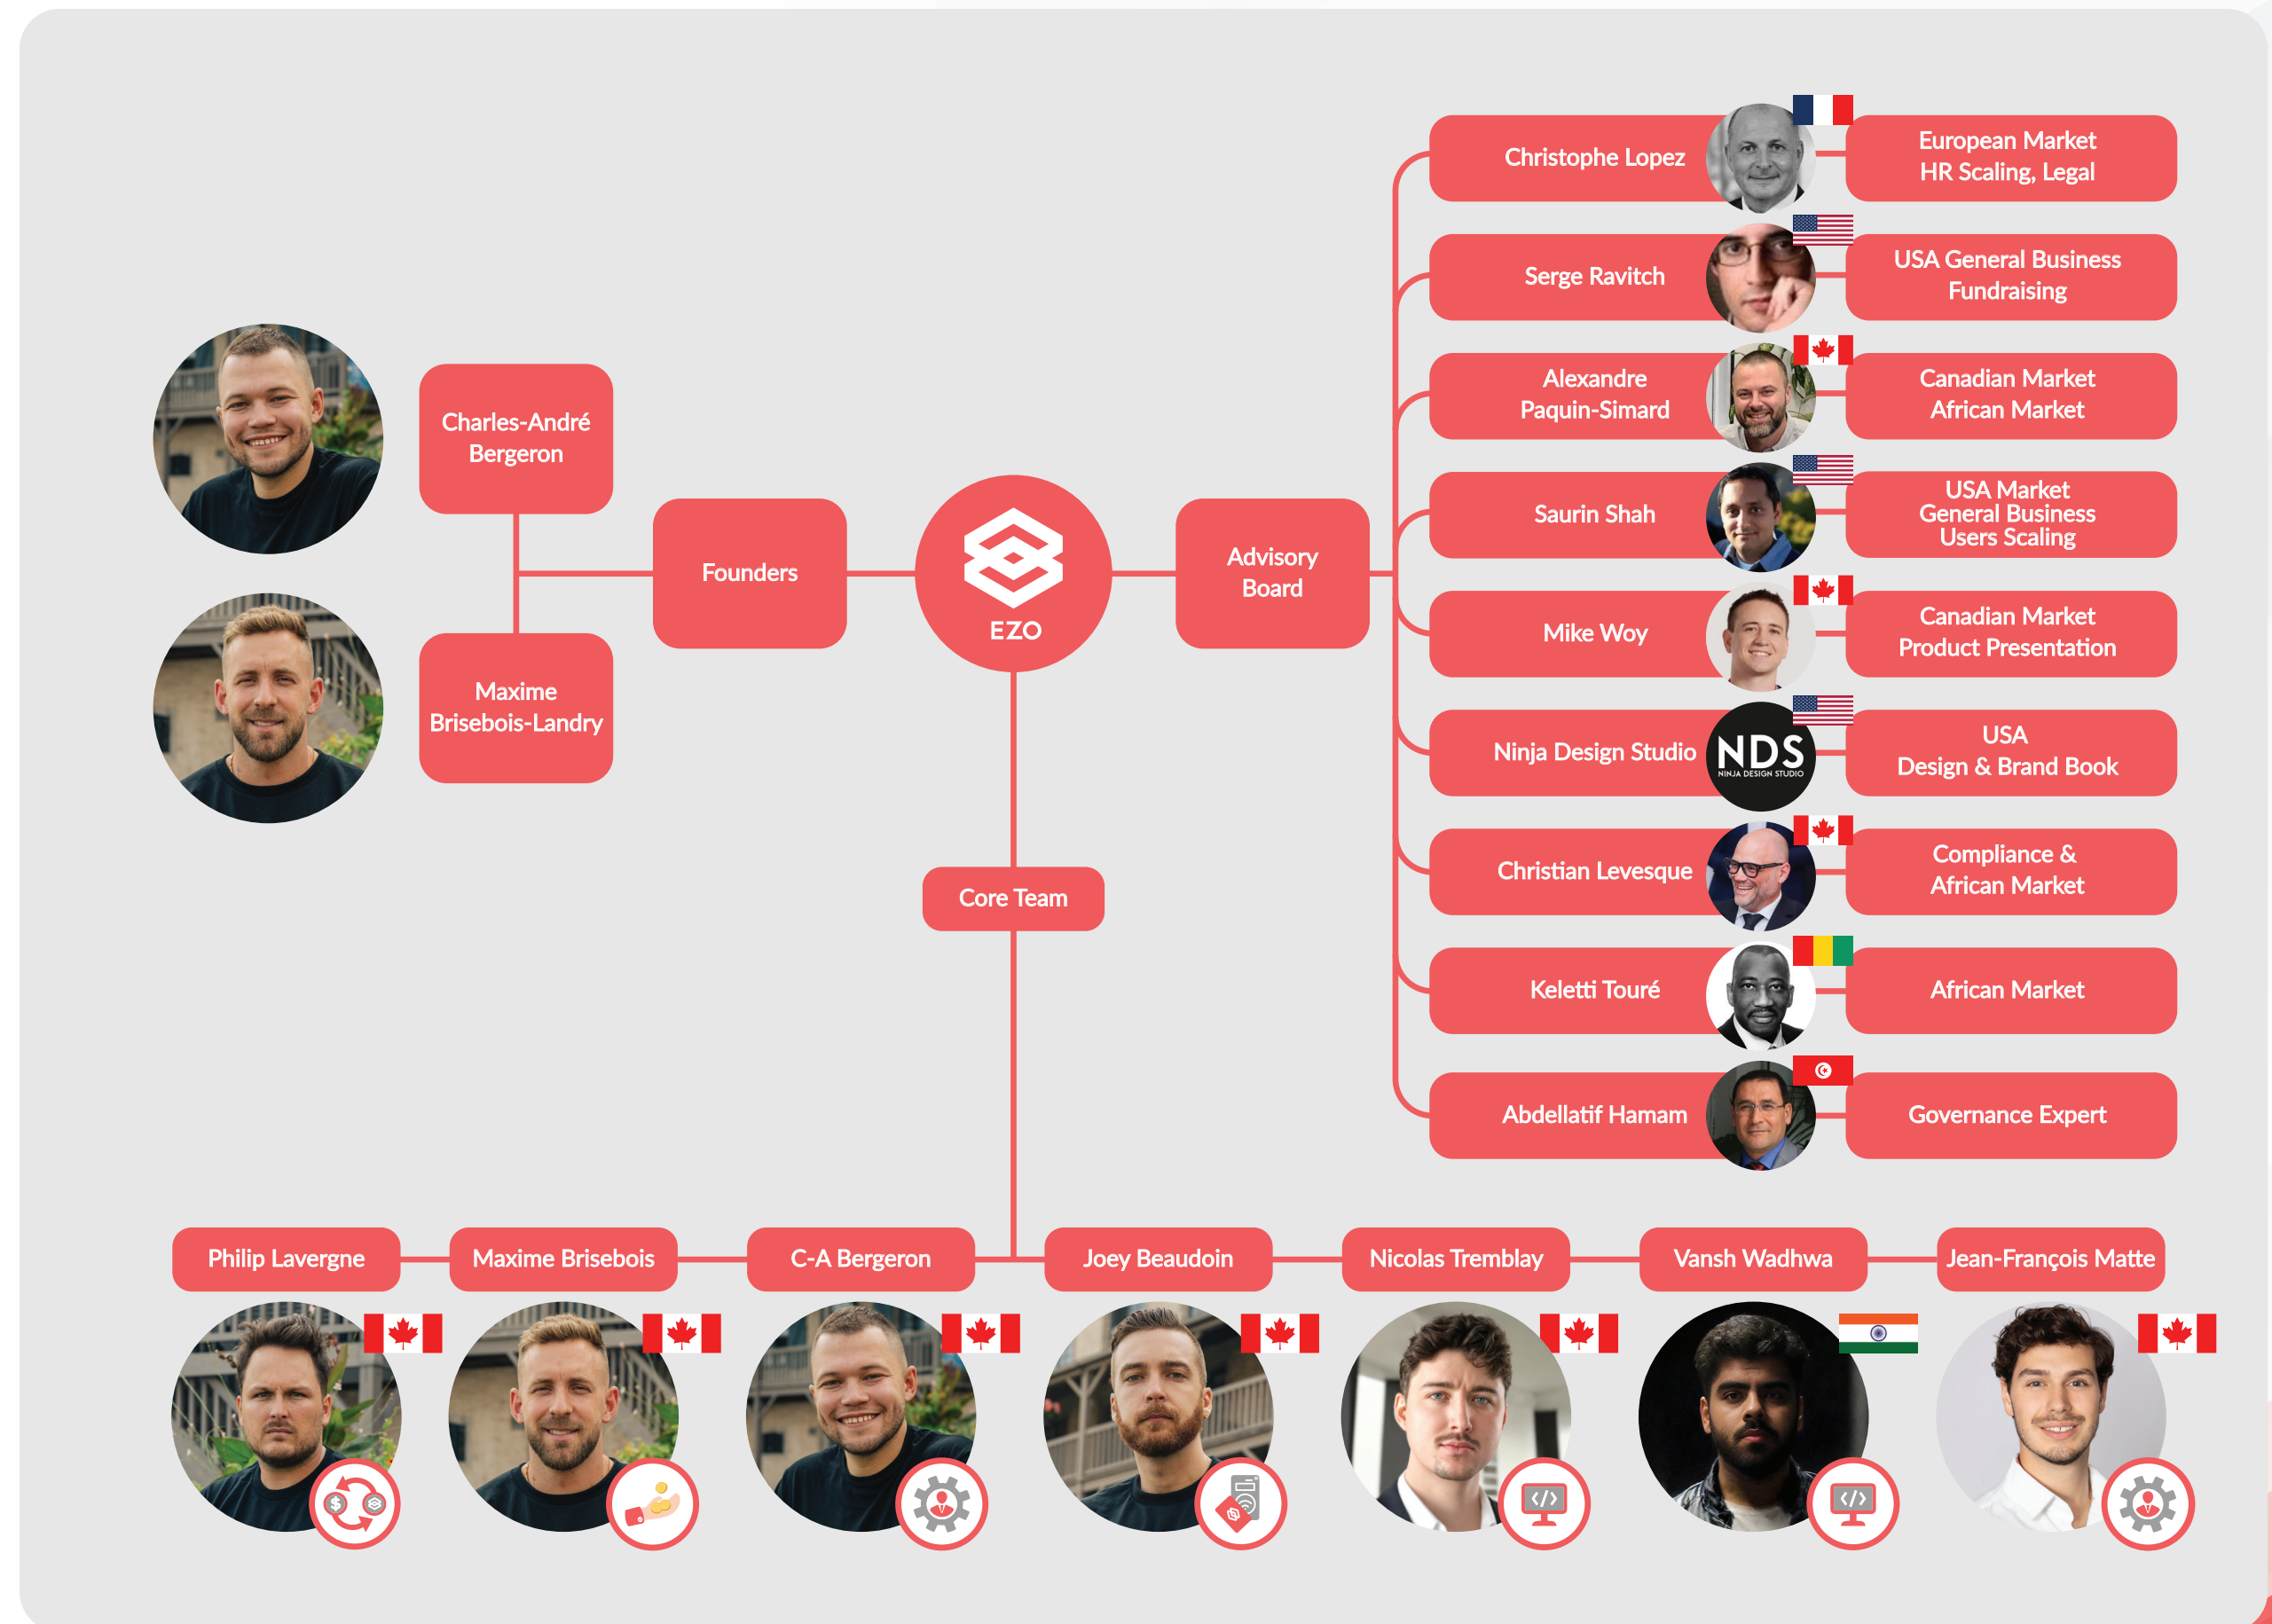 Christophe Lopez
European Market
HR Scaling, Legal
Serge Ravitch
USA General Business
Fundraising
Alexandre
Paquin-Simard
Canadian Market
African Market
Charles-André
Bergeron
Saurin Shah
USA Market
General Business
Users Scaling
Founders
EZO
Advisory
Board
Mike Woy
Canadian Market
Product Presentation
Maxime
Brisebois-Landry
Ninja Design Studio
NDS
NINJA DESIGN STUDIO
USA
Design & Brand Book
Christian Levesque
Compliance &
African Market
Core Team
Keletti Touré
African Market
Abdellatif Hamam
Governance Expert
Philip Lavergne
Maxime Brisebois
C-A Bergeron
Joey Beaudoin
Nicolas Tremblay
Vansh Wadhwa
Jean-François Matte
$
</>
</>